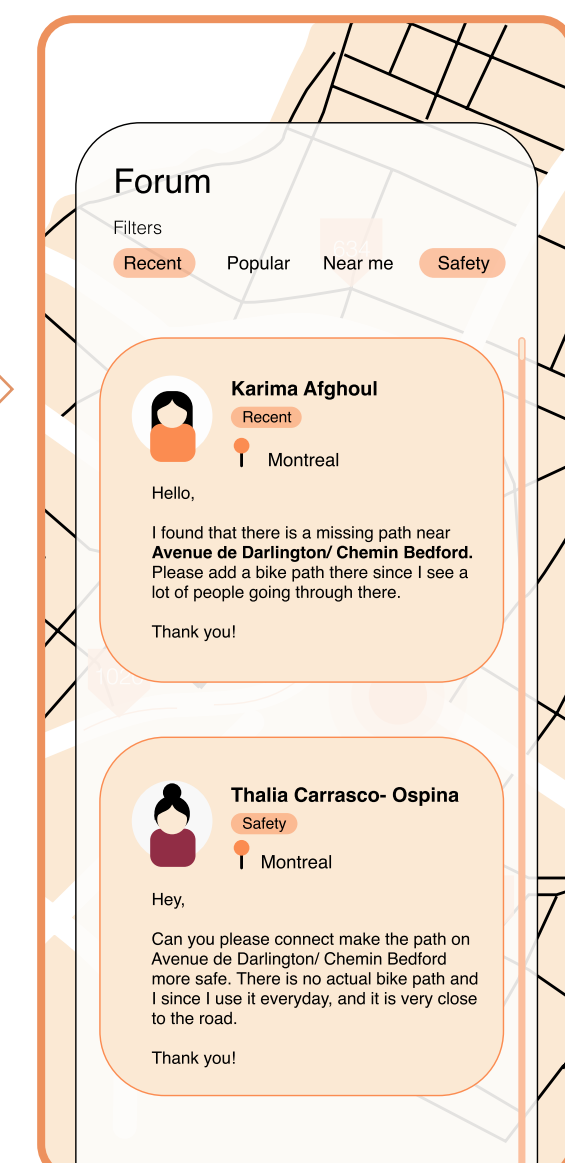 Forum
Filters
634
Recent Popular Near me Safety
Karima Afghoul
Recent
Montreal
Hello,
I found that there is a missing path near
Avenue de Darlington/ Chemin Bedford.
Please add a bike path there since I see a
lot of people going through there.
Thank you!
Thalia Carrasco- Ospina
Safety
Montreal
Hey,
Can you please connect make the path on
Avenue de Darlington/ Chemin Bedford
more safe. There is no actual bike path and
I since I use it everyday, and it is very close
to the road.
Thank you!